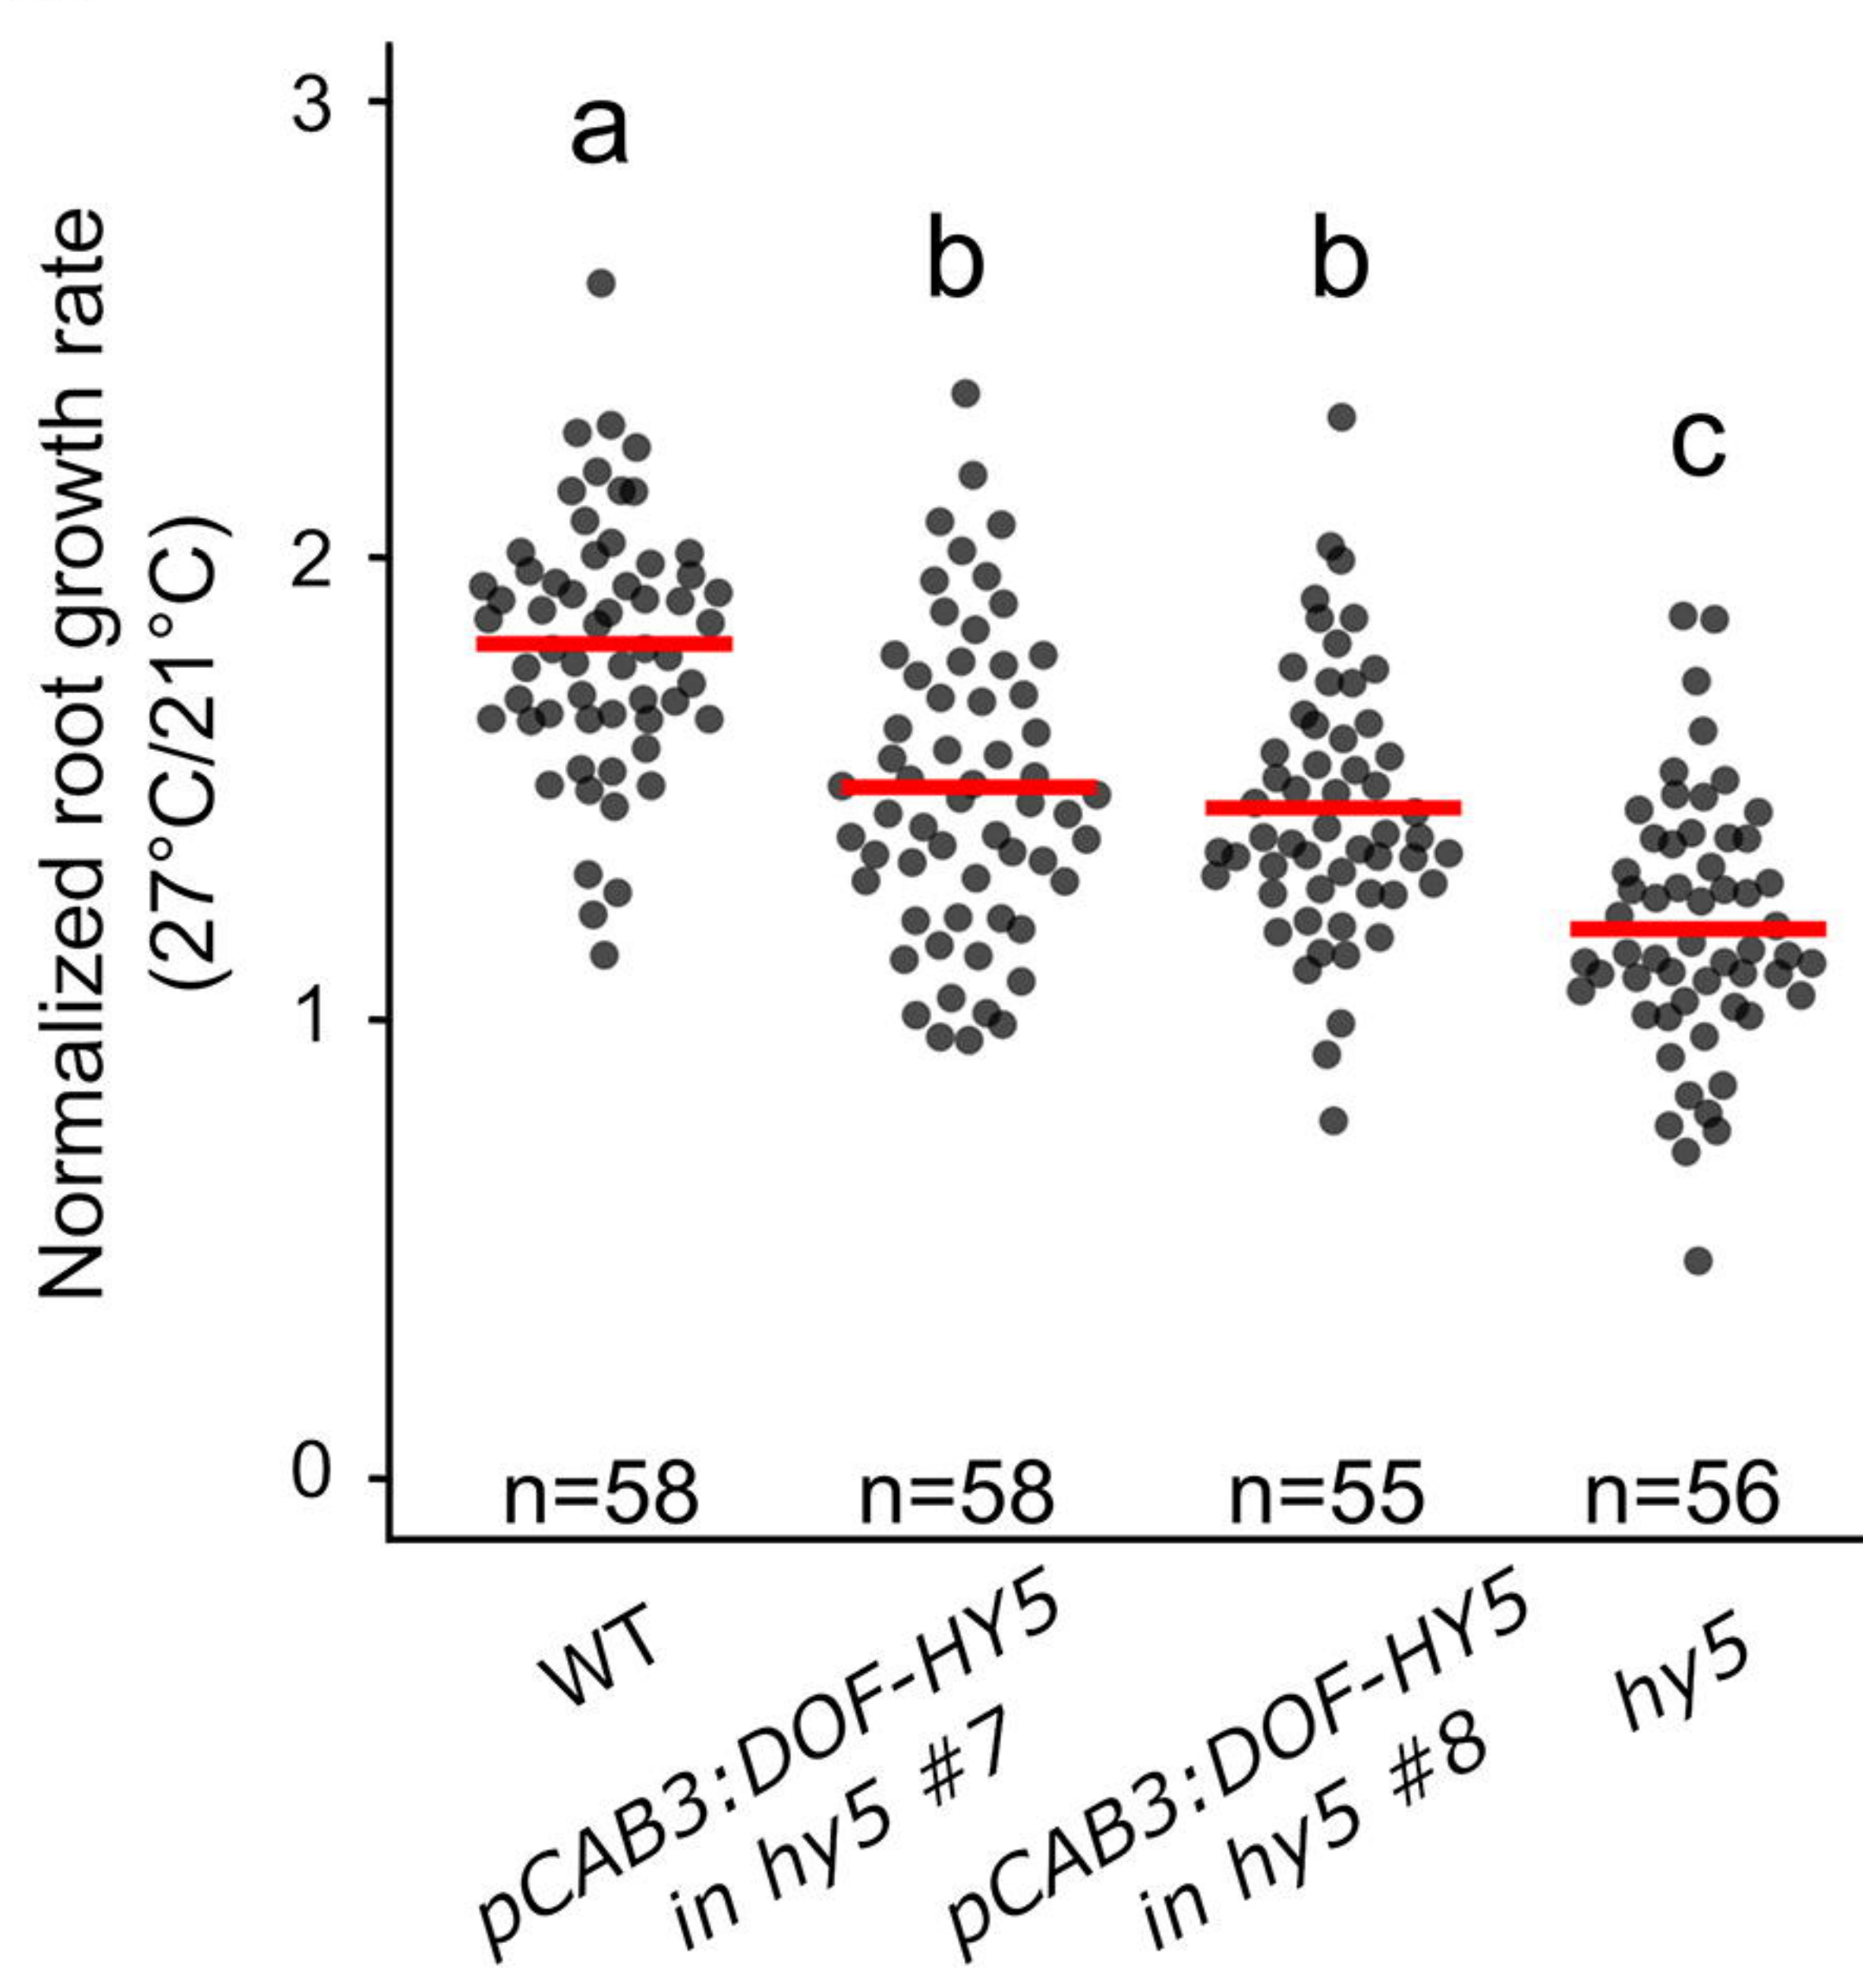 Normalized root growth rate
(27°C/21°C)
3
2
1
0
a
b
b
c
n=58
n=58
n=55
n=56
WT
pCAB3:DOF-HY5
in hy5 #7
pCAB3:DOF-HY5
in hy5 #8
hy5